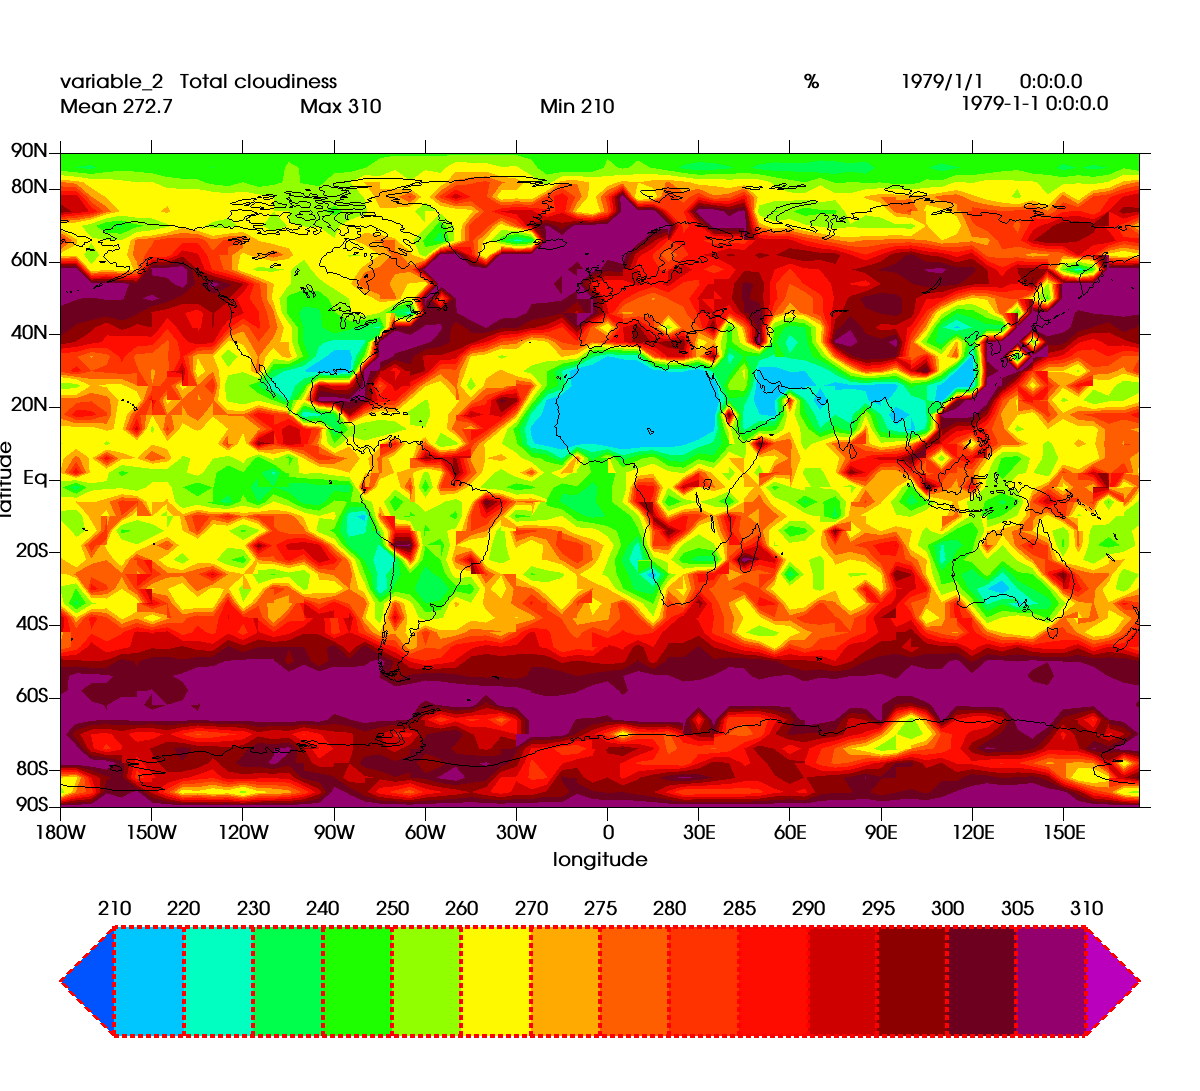 variable_2 Total cloudiness % 1979/1/1 0:0:0.0
Mean 272.7 Max 310 Min 210 1979-1-1 0:0:0.0
90N
80N
60N
40N
20N
Eq
20S
40S
60S
80S
90S
latitude
180W 150W 120W 90W 60W 30W 0 30E 60E 90E 120E 150E
longitude
210 220 230 240 250 260 270 275 280 285 290 295 300 305 310